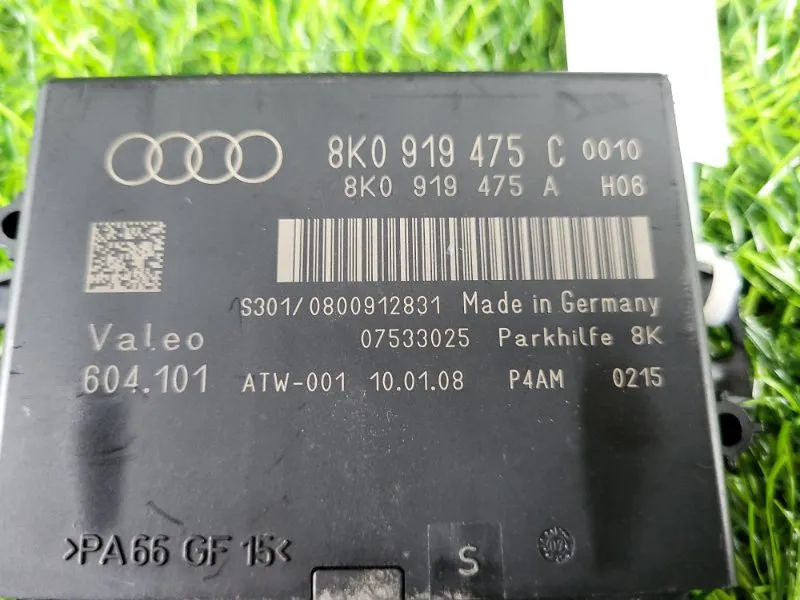 8K0 919 475 C 0010
8K0 919 475 A H06
S301/0800912831 Made in Germany
Valeo 07533025 Parkhilfe 8K
604.101 ATW-001 10.01.08 P4AM 0215
>PA66 GF 15<
S